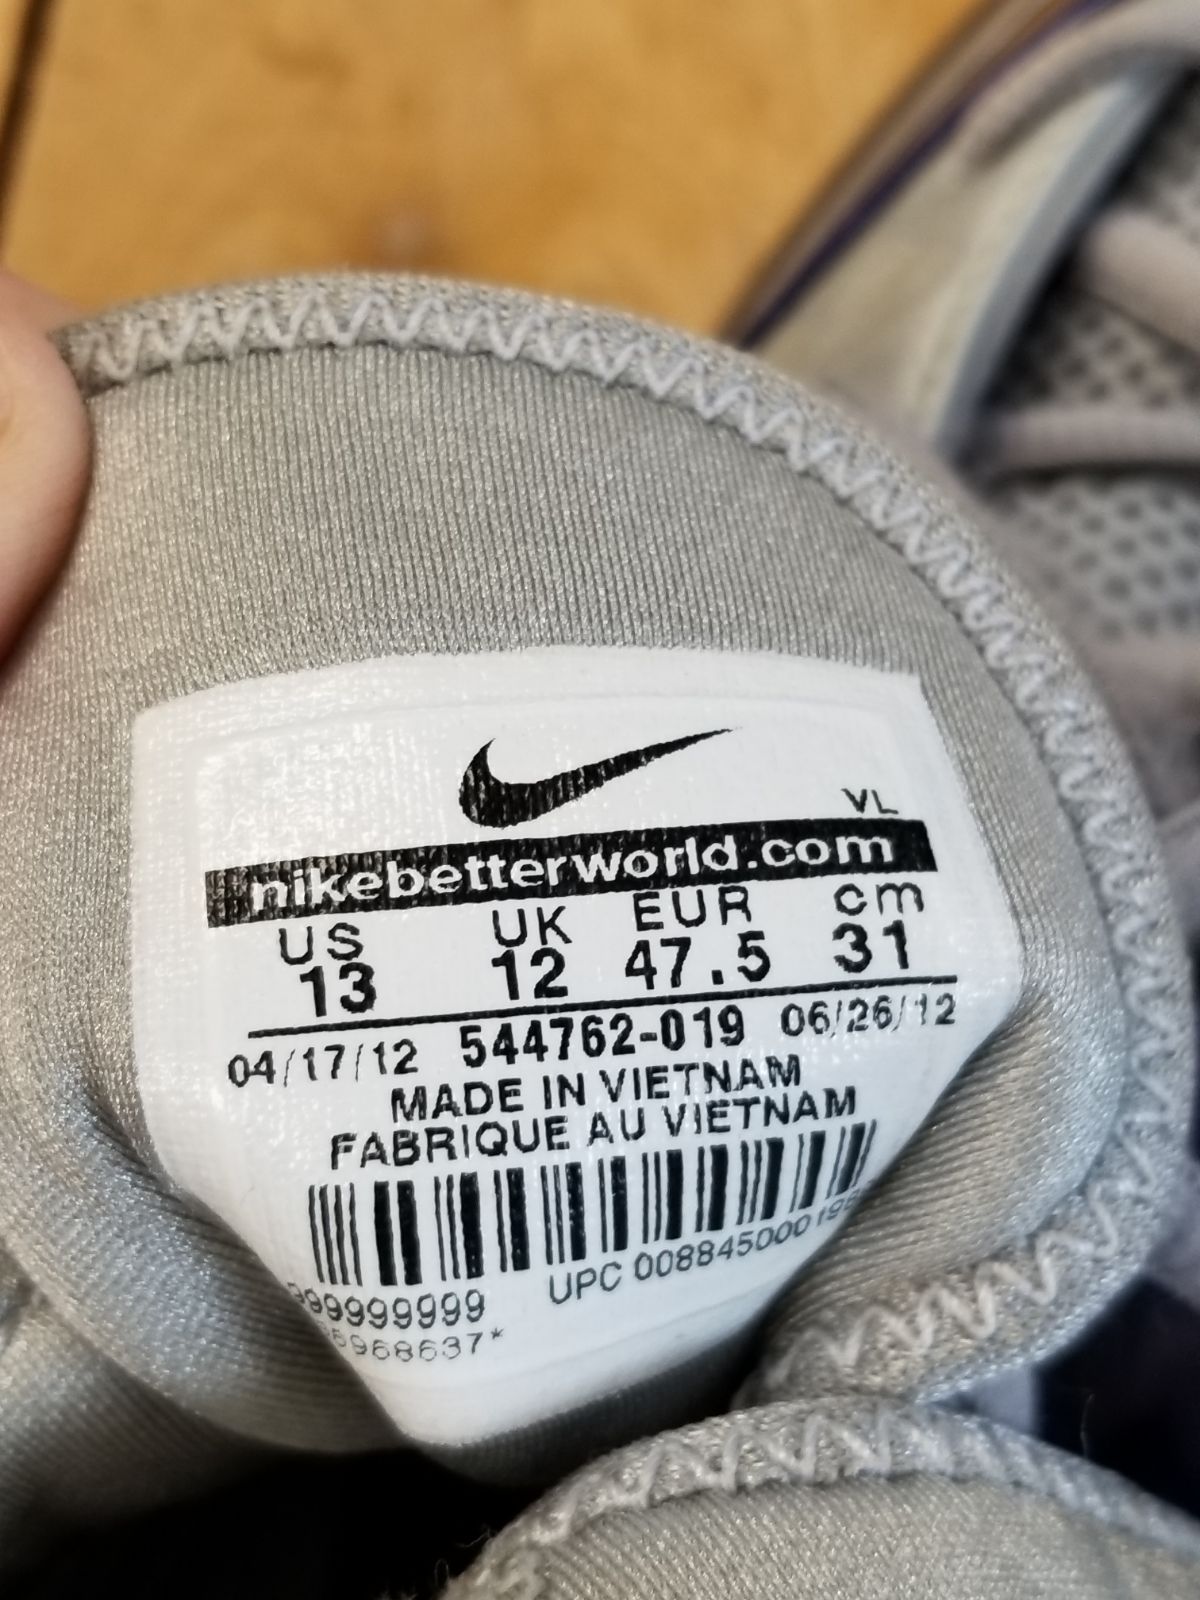 VL
nikebetterworld.com
US UK EUR cm
13 12 47.5 31
04/17/12 544762-019 06/26/12
MADE IN VIETNAM
FABRIQUE AU VIETNAM
UPC